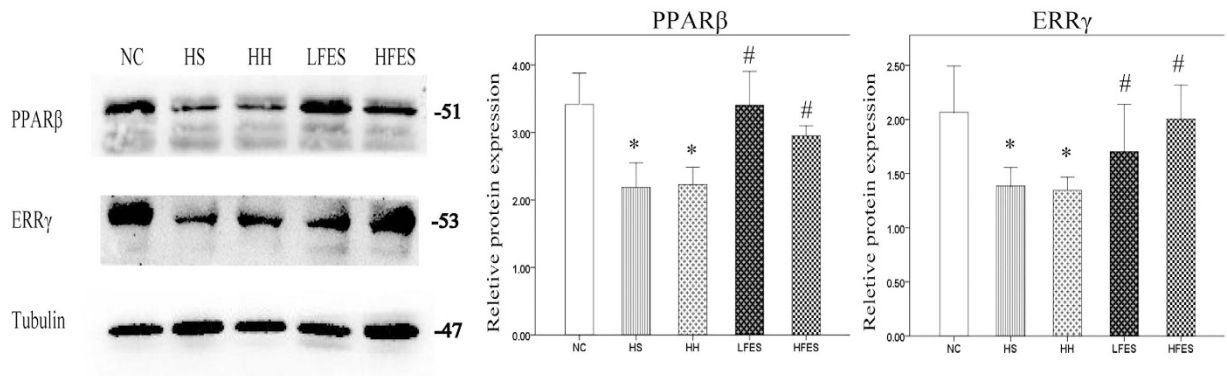 NC HS HH LFES HFES
PPARβ -51
ERRγ -53
Tubulin -47
PPARβ
Reletive protein expression
4.00
3.00
2.00
1.00
0.00
* * # #
NC HS HH LFES HFES
ERRγ
Reletive protein expression
2.50
2.00
1.50
1.00
0.50
0.00
* * # #
NC HS HH LFES HFES